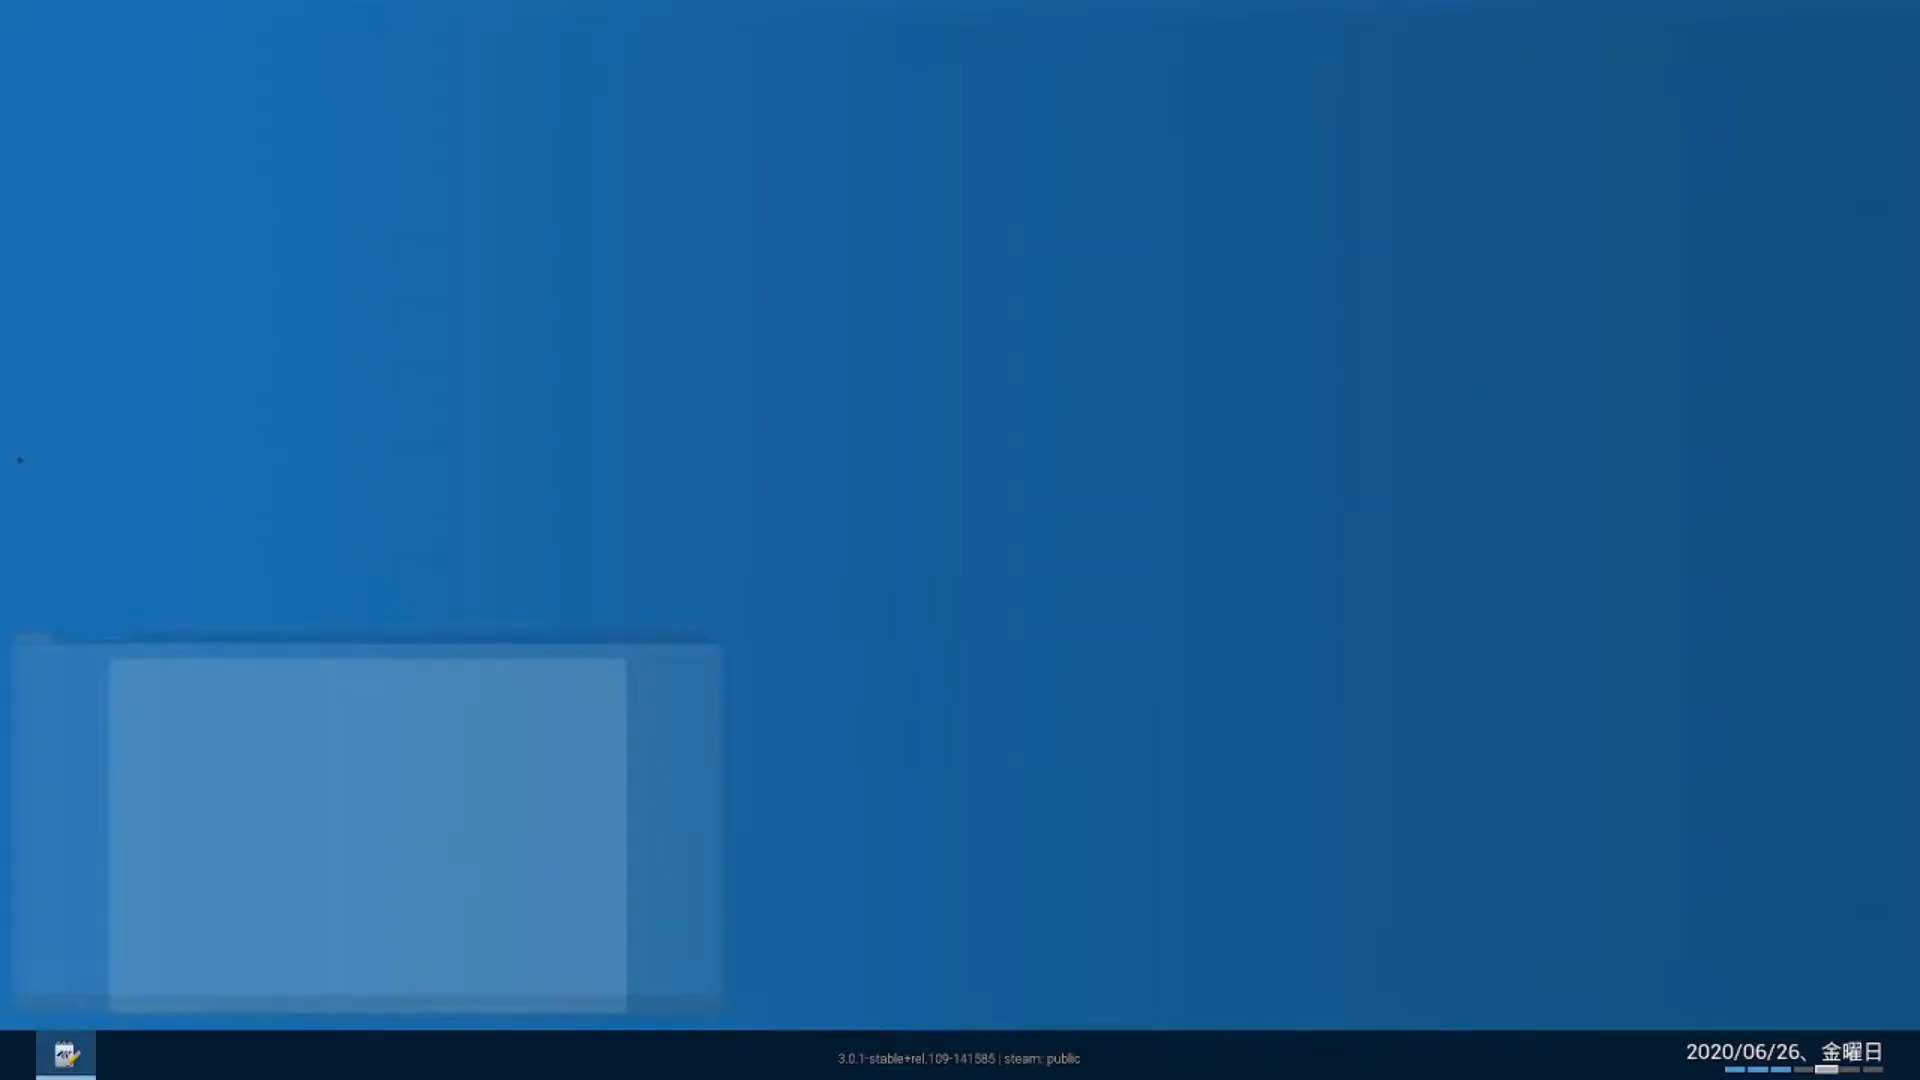 3.0.1-stable+rel.109-141585 | steam: public
2020/06/26、金曜日